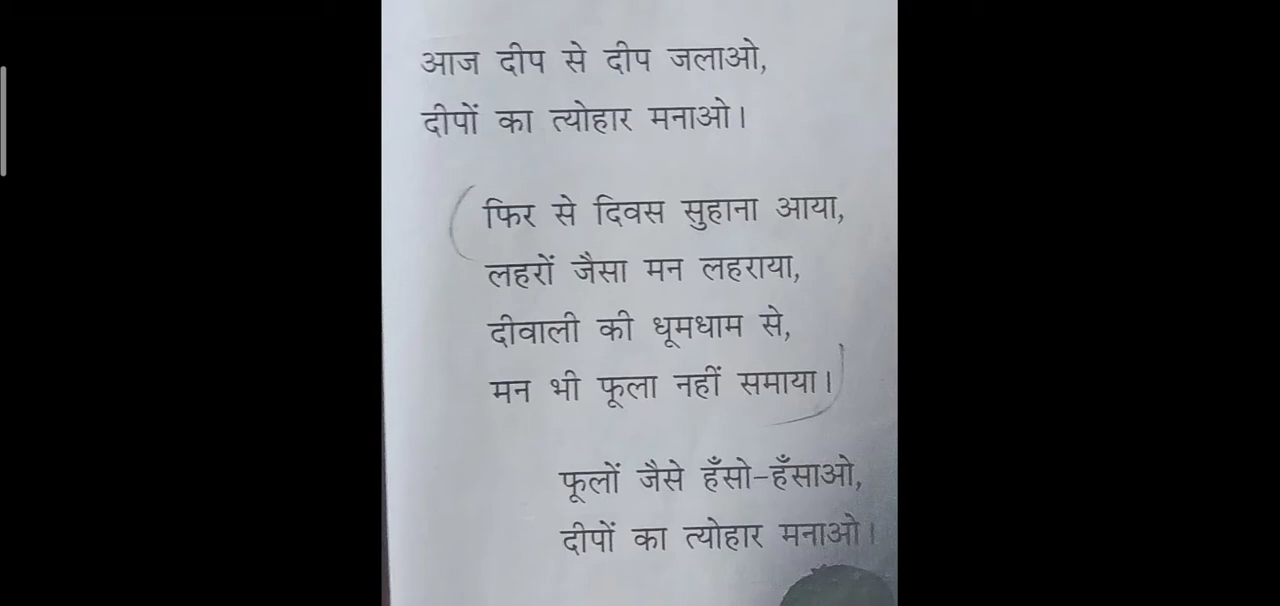 आज दीप से दीप जलाओ,
दीपों का त्योहार मनाओ।
फिर से दिवस सुहाना आया,
लहरों जैसा मन लहराया,
दीवाली की धूमधाम से,
मन भी फूला नहीं समाया।
फूलों जैसे हँसो-हँसाओ,
दीपों का त्योहार मनाओ।